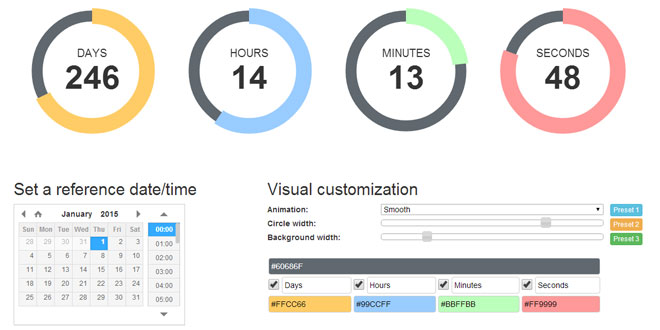 DAYS HOURS MINUTES SECONDS
246 14 13 48
Set a reference date/time
January 2015
Sun Mon Tue Wed Thu Fri Sat
28 29 30 31 1 2 3
4 5 6 7 8 9 10
11 12 13 14 15 16 17
18 19 20 21 22 23 24
25 26 27 28 29 30 31
00:00
01:00
02:00
03:00
04:00
05:00
Visual customization
Animation: Smooth Preset 1
Circle width: Preset 2
Background width: Preset 3
#60686F
Days Hours Minutes Seconds
#FFCC66 #99CCFF #BBFFBB #FF9999